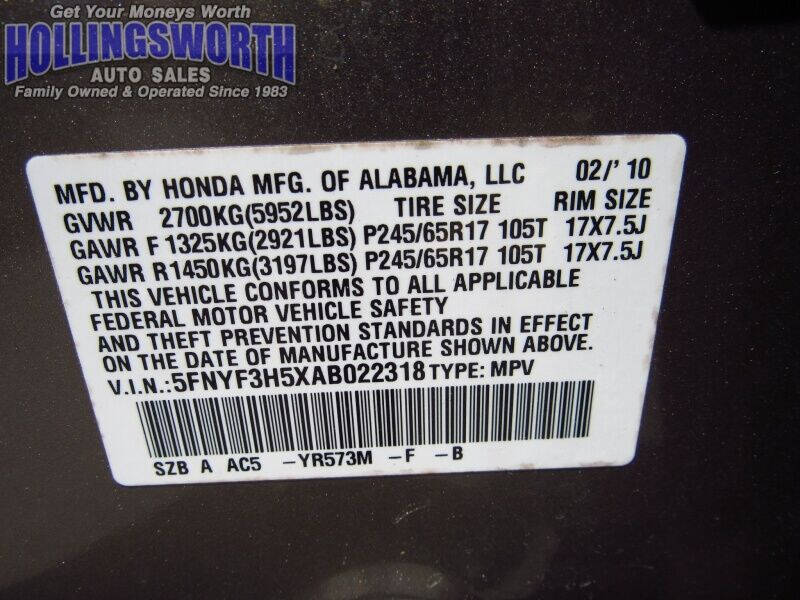 Get Your Moneys Worth
HOLLINGSWORTH
AUTO SALES
Family Owned & Operated Since 1983
MFD. BY HONDA MFG. OF ALABAMA, LLC 02/' 10
GVWR 2700KG(5952LBS) TIRE SIZE RIM SIZE
GAWR F 1325KG(2921LBS) P245/65R17 105T 17X7.5J
GAWR R1450KG(3197LBS) P245/65R17 105T 17X7.5J
THIS VEHICLE CONFORMS TO ALL APPLICABLE
FEDERAL MOTOR VEHICLE SAFETY
AND THEFT PREVENTION STANDARDS IN EFFECT
ON THE DATE OF MANUFACTURE SHOWN ABOVE.
V.I.N.:5FNYF3H5XAB022318 TYPE: MPV
SZB A AC5 -YR573M -F -B